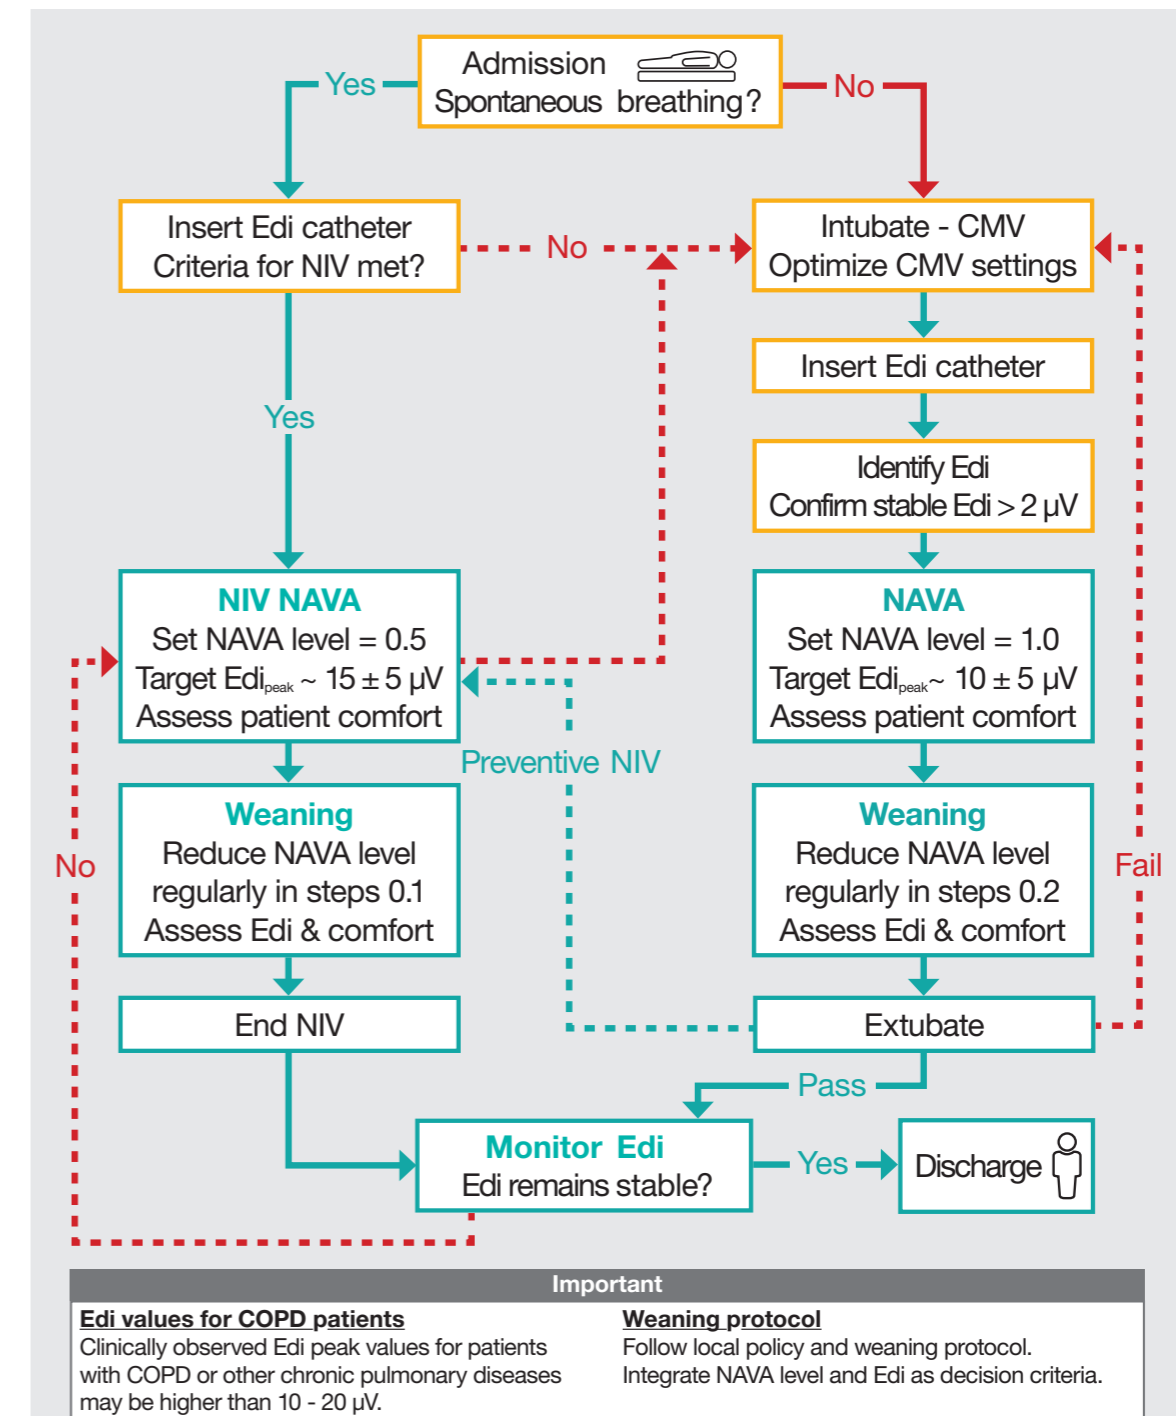 Admission
Spontaneous breathing?
Yes
No
Insert Edi catheter
Criteria for NIV met?
No
Intubate - CMV
Optimize CMV settings
Insert Edi catheter
Yes
Identify Edi
Confirm stable Edi > 2 µV
NIV NAVA
Set NAVA level = 0.5
Target Edipeak ~ 15 ± 5 µV
Assess patient comfort
NAVA
Set NAVA level = 1.0
Target Edipeak~ 10 ± 5 µV
Assess patient comfort
Preventive NIV
Weaning
Reduce NAVA level
regularly in steps 0.1
Assess Edi & comfort
Weaning
Reduce NAVA level
regularly in steps 0.2
Assess Edi & comfort
No
Fail
End NIV
Extubate
Pass
Monitor Edi
Edi remains stable?
Yes
Discharge
Important
Edi values for COPD patients
Clinically observed Edi peak values for patients
with COPD or other chronic pulmonary diseases
may be higher than 10 - 20 µV.
Weaning protocol
Follow local policy and weaning protocol.
Integrate NAVA level and Edi as decision criteria.